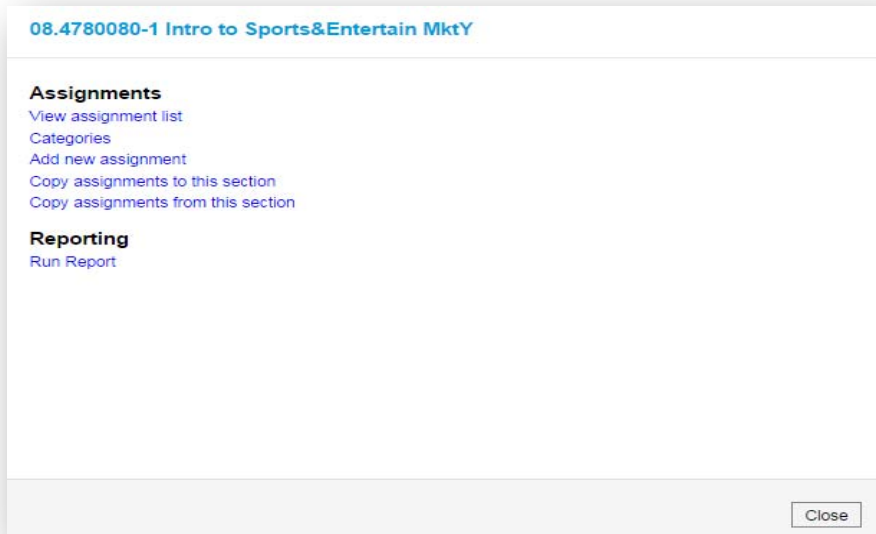 08.4780080-1 Intro to Sports&Entertain MktY
Assignments
View assignment list
Categories
Add new assignment
Copy assignments to this section
Copy assignments from this section
Reporting
Run Report
Close